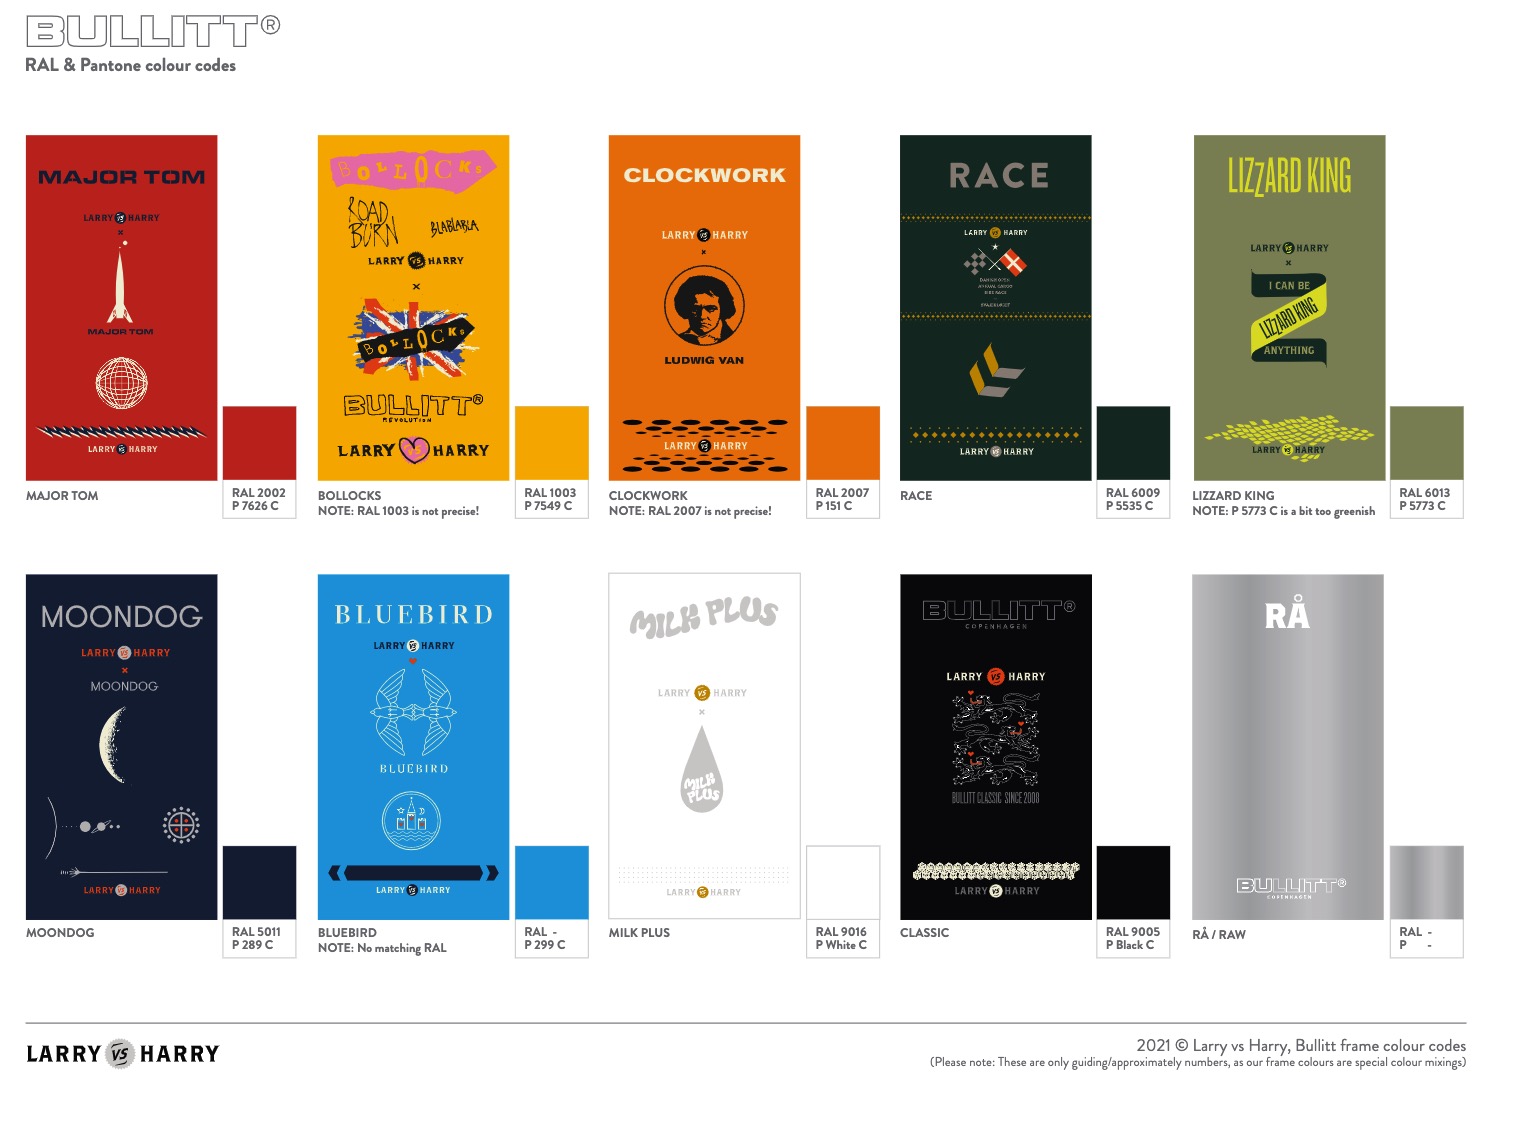 BULLITT®
RAL & Pantone colour codes
MAJOR TOM
LARRY VS HARRY
×
MAJOR TOM
LARRY VS HARRY
MAJOR TOM
RAL 2002
P 7626 C
BOLLOCKS
ROAD BURN
BLABLABLA
LARRY VS HARRY
×
BOLLOCKS
BULLITT®
REVOLUTION
LARRY VS HARRY
BOLLOCKS
NOTE: RAL 1003 is not precise!
RAL 1003
P 7549 C
CLOCKWORK
LARRY VS HARRY
×
LUDWIG VAN
LARRY VS HARRY
CLOCKWORK
NOTE: RAL 2007 is not precise!
RAL 2007
P 151 C
RACE
LARRY VS HARRY
DANISH OPEN
ANNUAL CARGO
BIKE RACE
LARRY VS HARRY
RACE
RAL 6009
P 5535 C
LIZZARD KING
LARRY VS HARRY
×
I CAN BE
LIZZARD KING
ANYTHING
LARRY VS HARRY
LIZZARD KING
NOTE: P 5773 C is a bit too greenish
RAL 6013
P 5773 C
MOONDOG
LARRY VS HARRY
×
MOONDOG
LARRY VS HARRY
MOONDOG
RAL 5011
P 289 C
BLUEBIRD
LARRY VS HARRY
BLUEBIRD
LARRY VS HARRY
BLUEBIRD
NOTE: No matching RAL
RAL -
P 299 C
MILK PLUS
LARRY VS HARRY
×
MILK
PLUS
LARRY VS HARRY
MILK PLUS
RAL 9016
P White C
BULLITT®
COPENHAGEN
LARRY VS HARRY
BULLITT CLASSIC SINCE 2008
LARRY VS HARRY
CLASSIC
RAL 9005
P Black C
RÅ
BULLITT®
COPENHAGEN
RÅ / RAW
RAL -
P -
LARRY VS HARRY
2021 © Larry vs Harry, Bullitt frame colour codes
(Please note: These are only guiding/approximately numbers, as our frame colours are special colour mixings)